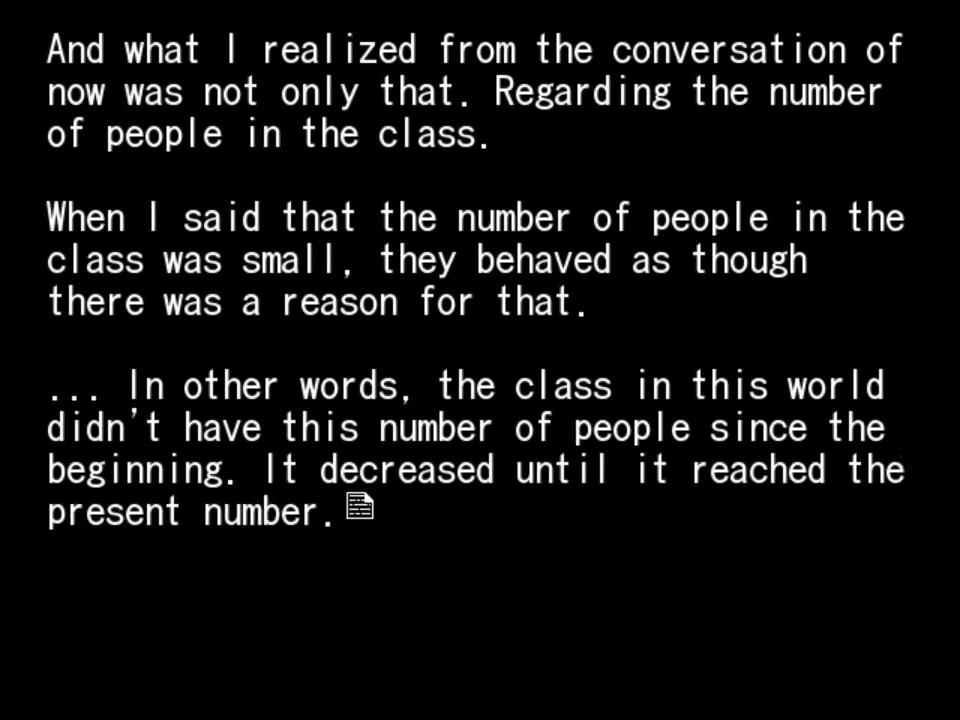 And what I realized from the conversation of
now was not only that. Regarding the number
of people in the class.
When I said that the number of people in the
class was small, they behaved as though
there was a reason for that.
... In other words, the class in this world
didn't have this number of people since the
beginning. It decreased until it reached the
present number.